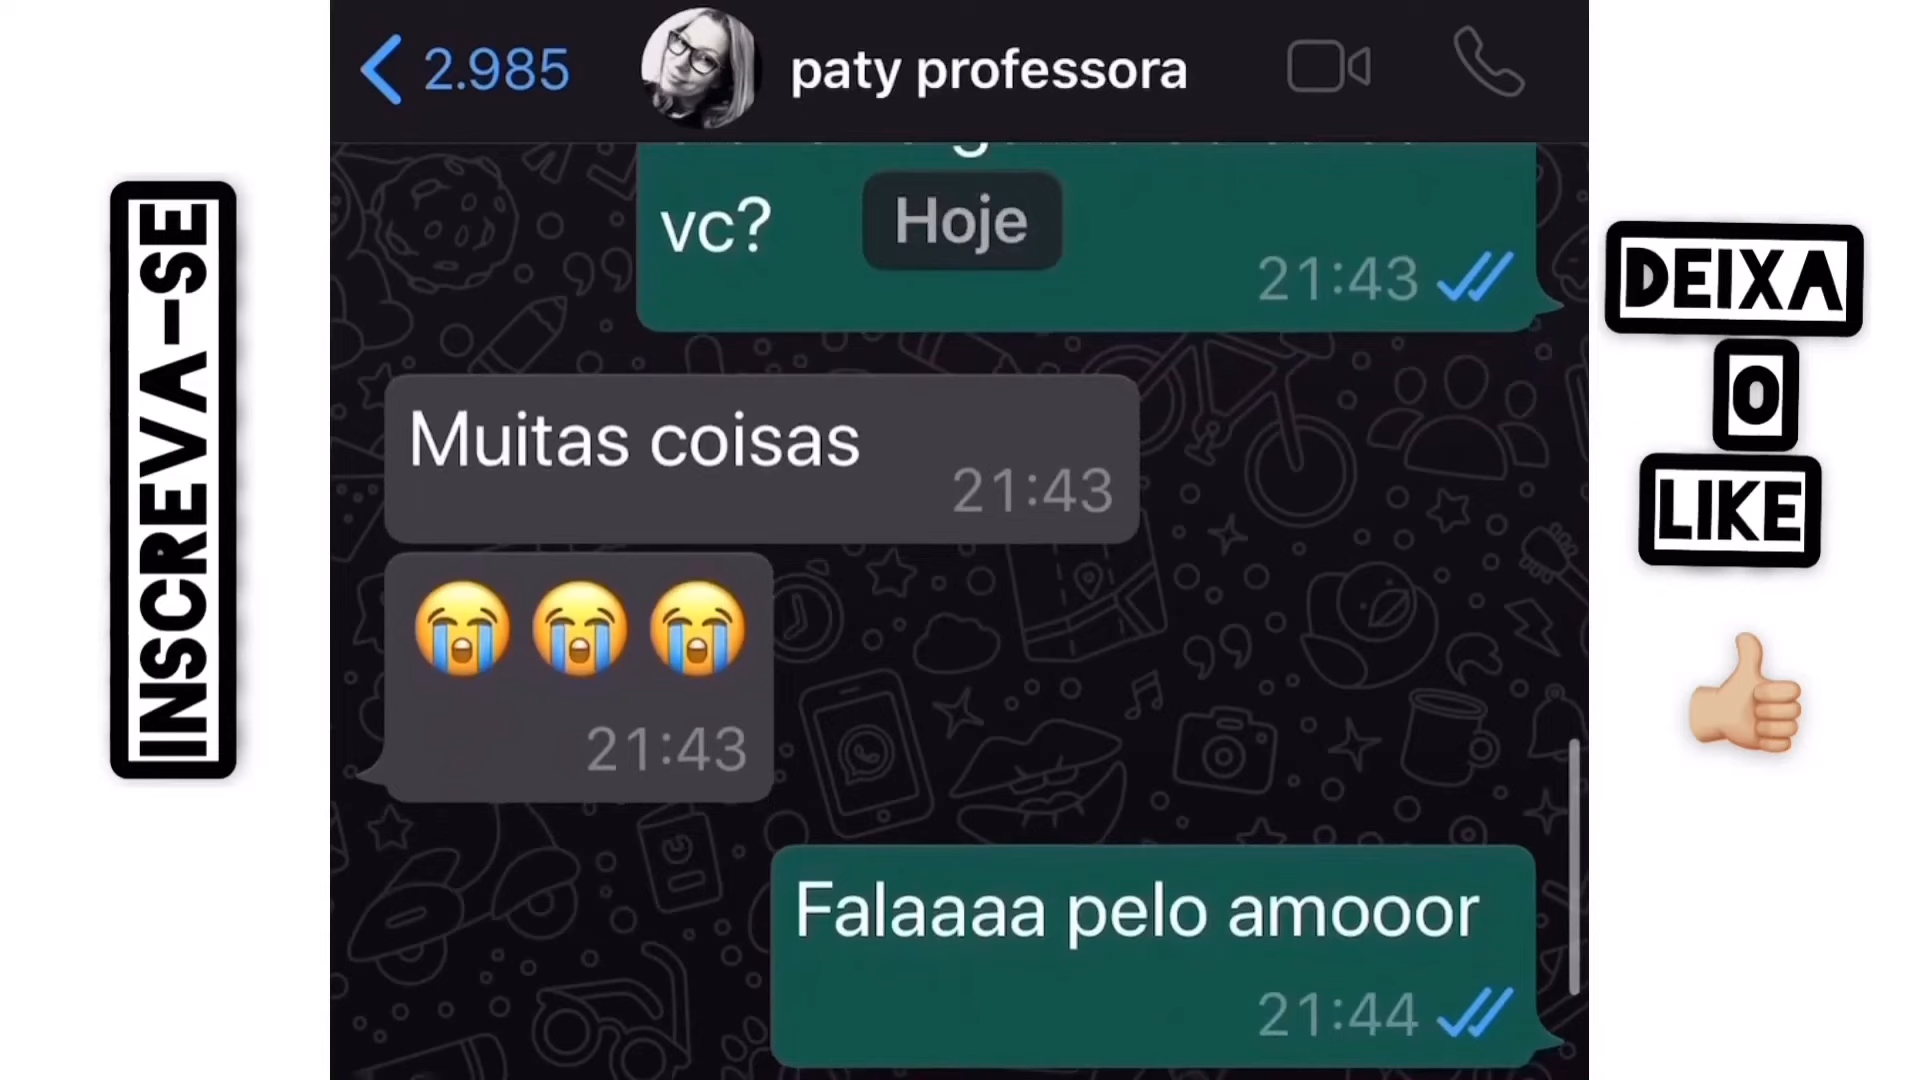 INSCREVA-SE
2.985
paty professora
vc?
Hoje
21:43
Muitas coisas
21:43
😭😭😭
21:43
Falaaaa pelo amooor
21:44
DEIXA
O
LIKE